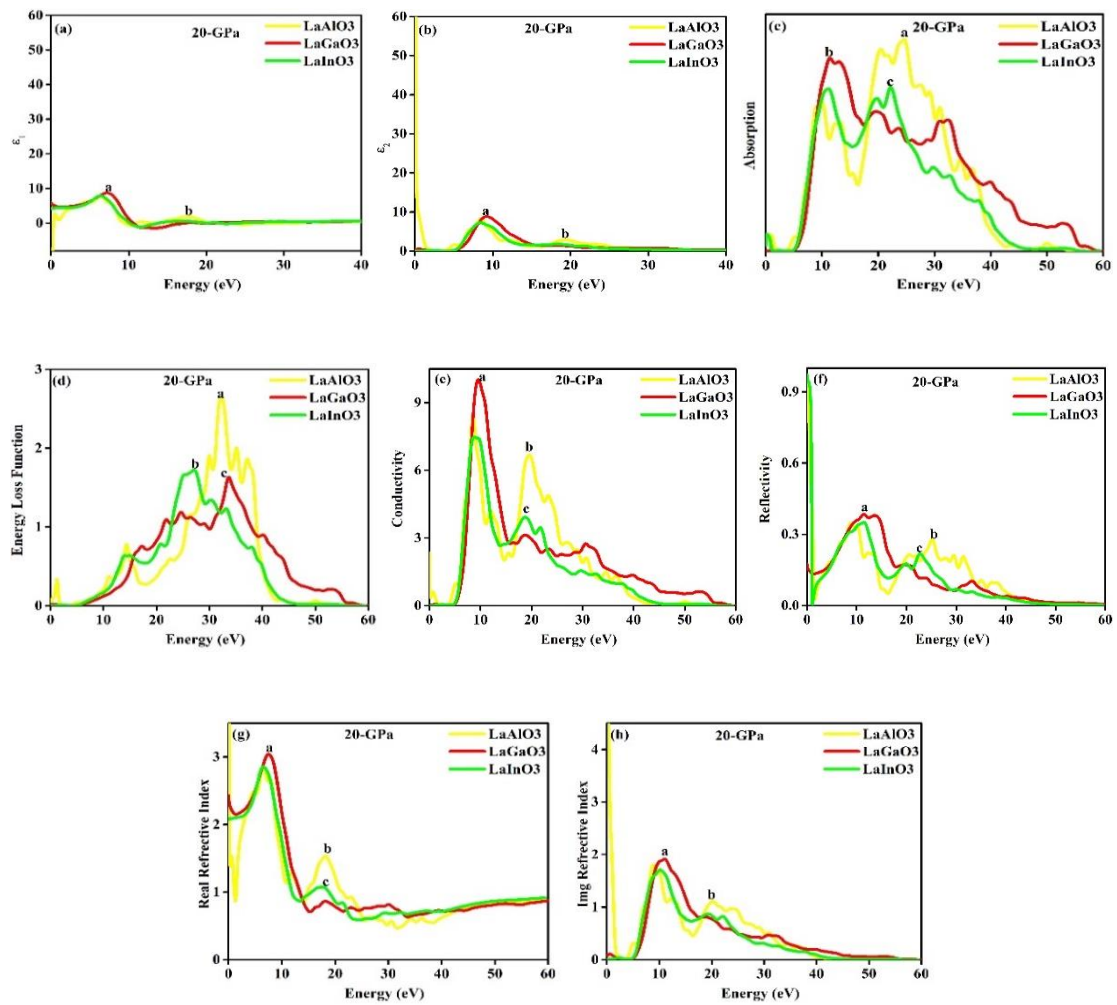 (a) 20-GPa
LaAlO3
LaGaO3
LaInO3
60
50
40
30
20
10
0
ε1
a
b
0 10 20 30 40
Energy (eV)
(b) 20-GPa
LaAlO3
LaGaO3
LaInO3
60
50
40
30
20
10
0
ε2
a
b
0 10 20 30 40
Energy (eV)
(c) 20-GPa
LaAlO3
LaGaO3
LaInO3
Absorption
a
b
c
0 10 20 30 40 50 60
Energy (eV)
(d) 20-GPa
LaAlO3
LaGaO3
LaInO3
3
2
1
0
Energy Loss Function
a
b
c
0 10 20 30 40 50 60
Energy (eV)
(e) 20-GPa
LaAlO3
LaGaO3
LaInO3
9
6
3
0
Conductivity
a
b
c
0 10 20 30 40 50 60
Energy (eV)
(f) 20-GPa
LaAlO3
LaGaO3
LaInO3
0.9
0.6
0.3
0.0
Reflectivity
a
b
c
0 10 20 30 40 50 60
Energy (eV)
(g) 20-GPa
LaAlO3
LaGaO3
LaInO3
3
2
1
0
Real Refrective Index
a
b
c
0 10 20 30 40 50 60
Energy (eV)
(h) 20-GPa
LaAlO3
LaGaO3
LaInO3
4
3
2
1
0
Img Refrective Index
a
b
0 10 20 30 40 50 60
Energy (eV)